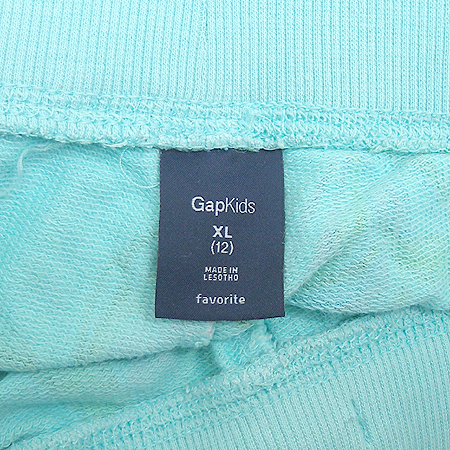 GapKids
XL
(12)
MADE IN
LESOTHO
favorite